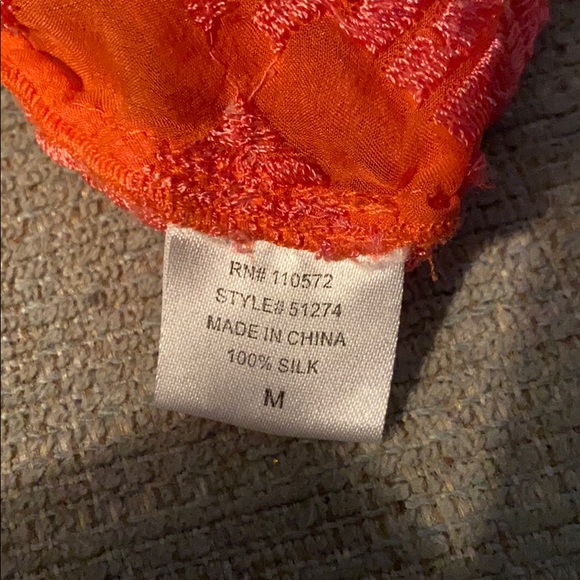 RN# 110572
STYLE# 51274
MADE IN CHINA
100% SILK
M